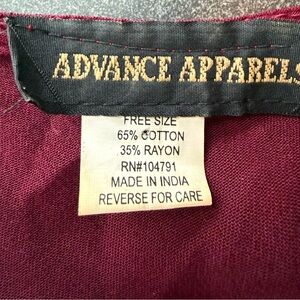 ADVANCE APPARELS
FREE SIZE
65% COTTON
35% RAYON
RN#104791
MADE IN INDIA
REVERSE FOR CARE